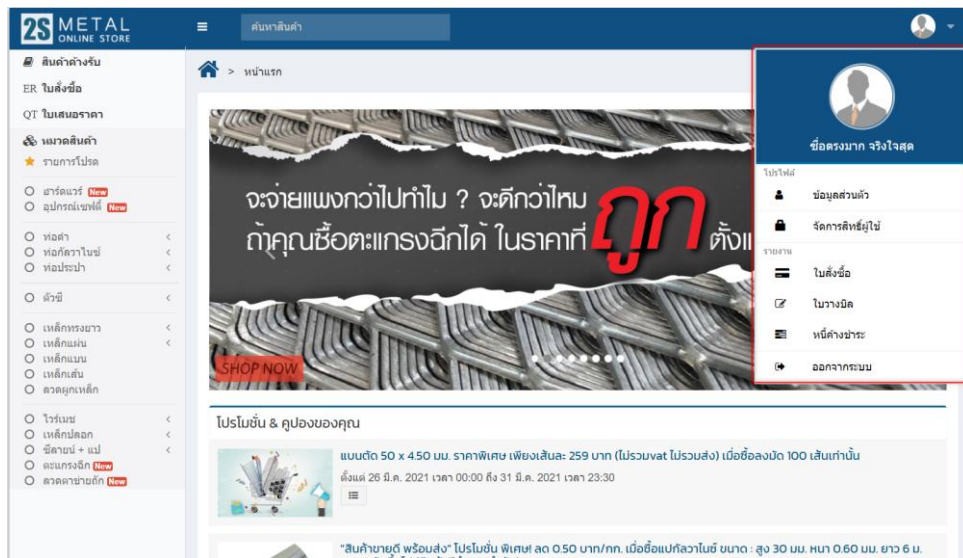 2S METAL
ONLINE STORE
ค้นหาสินค้า
สินค้าค้างรับ
ER ใบสั่งซื้อ
QT ใบเสนอราคา
หมวดสินค้า
รายการโปรด
ฮาร์ดแวร์ New
อุปกรณ์เซฟตี้ New
ท่อดำ
ท่อกัลวาไนซ์
ท่อประปา
ตัวซี
เหล็กทรงยาว
เหล็กแผ่น
เหล็กแบน
เหล็กเส้น
ลวดผูกเหล็ก
ไวร์เมช
เหล็กปลอก
ซีลายน์ + แป
ตะแกรงฉีก New
ลวดตาข่ายถัก New
> หน้าแรก
จะจ่ายแพงกว่าไปทำไม ? จะดีกว่าไหม
ถ้าคุณซื้อตะแกรงฉีกได้ ในราคาที่ ถูก ตั้งแ
SHOP NOW
ชื่อตรงมาก จริงใจสุด
โปรไฟล์
ข้อมูลส่วนตัว
จัดการสิทธิ์ผู้ใช้
รายงาน
ใบสั่งซื้อ
ใบวางบิล
หนี้ค้างชำระ
ออกจากระบบ
โปรโมชั่น & คูปองของคุณ
แบนตัด 50 x 4.50 มม. ราคาพิเศษ เพียงเส้นละ 259 บาท (ไม่รวมvat ไม่รวมส่ง) เมื่อซื้อลงมัด 100 เส้นเท่านั้น
ตั้งแต่ 26 มี.ค. 2021 เวลา 00:00 ถึง 31 มี.ค. 2021 เวลา 23:30
"สินค้าขายดี พร้อมส่ง" โปรโมชั่น พิเศษ! ลด 0.50 บาท/กก. เมื่อซื้อแปกัลวาไนซ์ ขนาด : สูง 30 มม. หนา 0.60 มม. ยาว 6 ม.